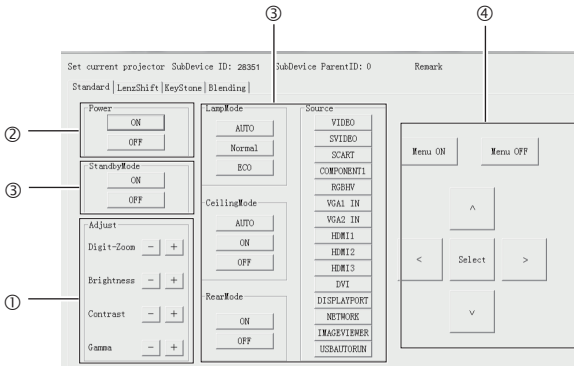 ③ ④
Set current projector SubDevice ID: 28351 SubDevice ParentID: 0 Remark
Standard LenzShift KeyStone Blending
②
Power
ON
OFF
③
StandbyMode
ON
OFF
①
Adjust
Digit-Zoom - +
Brightness - +
Contrast - +
Gamma - +
LampMode
AUTO
Normal
ECO
CeilingMode
AUTO
ON
OFF
RearMode
ON
OFF
Source
VIDEO
SVIDEO
SCART
COMPONENT1
RGBHV
VGA1 IN
VGA2 IN
HDMI1
HDMI2
HDMI3
DVI
DISPLAYPORT
NETWORK
IMAGEVIEWER
USBAUTORUN
Menu ON Menu OFF
^
< Select >
v